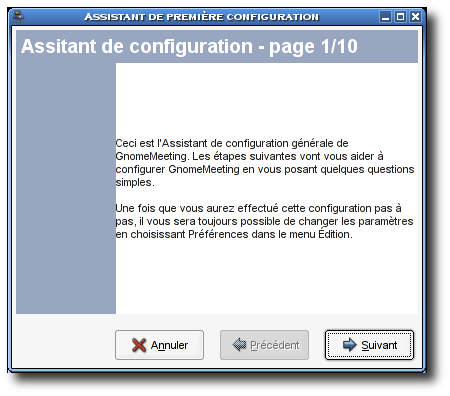 Assistant de première configuration
Assitant de configuration - page 1/10
Ceci est l'Assistant de configuration générale de
GnomeMeeting. Les étapes suivantes vont vous aider à
configurer GnomeMeeting en vous posant quelques questions
simples.
Une fois que vous aurez effectué cette configuration pas à
pas, il vous sera toujours possible de changer les paramètres
en choisissant Préférences dans le menu Édition.
Annuler
Précédent
Suivant